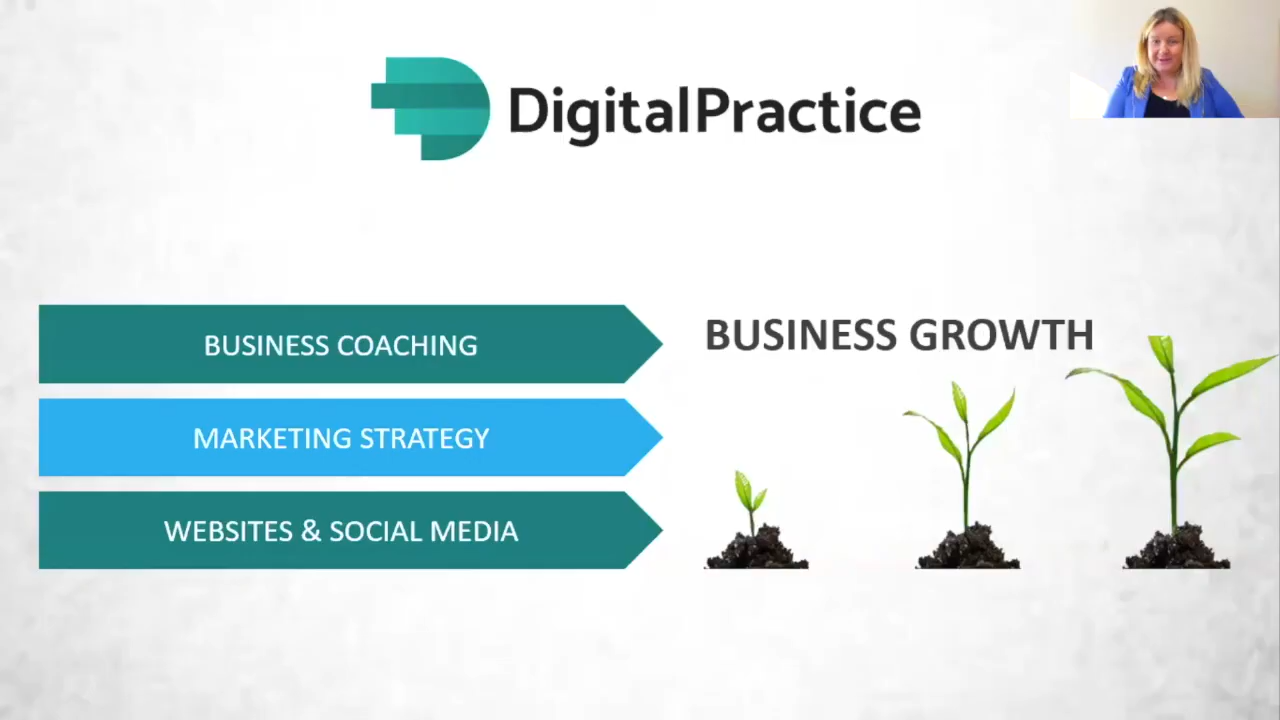 DigitalPractice
BUSINESS COACHING
MARKETING STRATEGY
WEBSITES & SOCIAL MEDIA
BUSINESS GROWTH